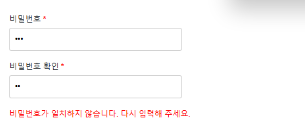 비밀번호 *
•••
비밀번호 확인 *
••
비밀번호가 일치하지 않습니다. 다시 입력해 주세요.